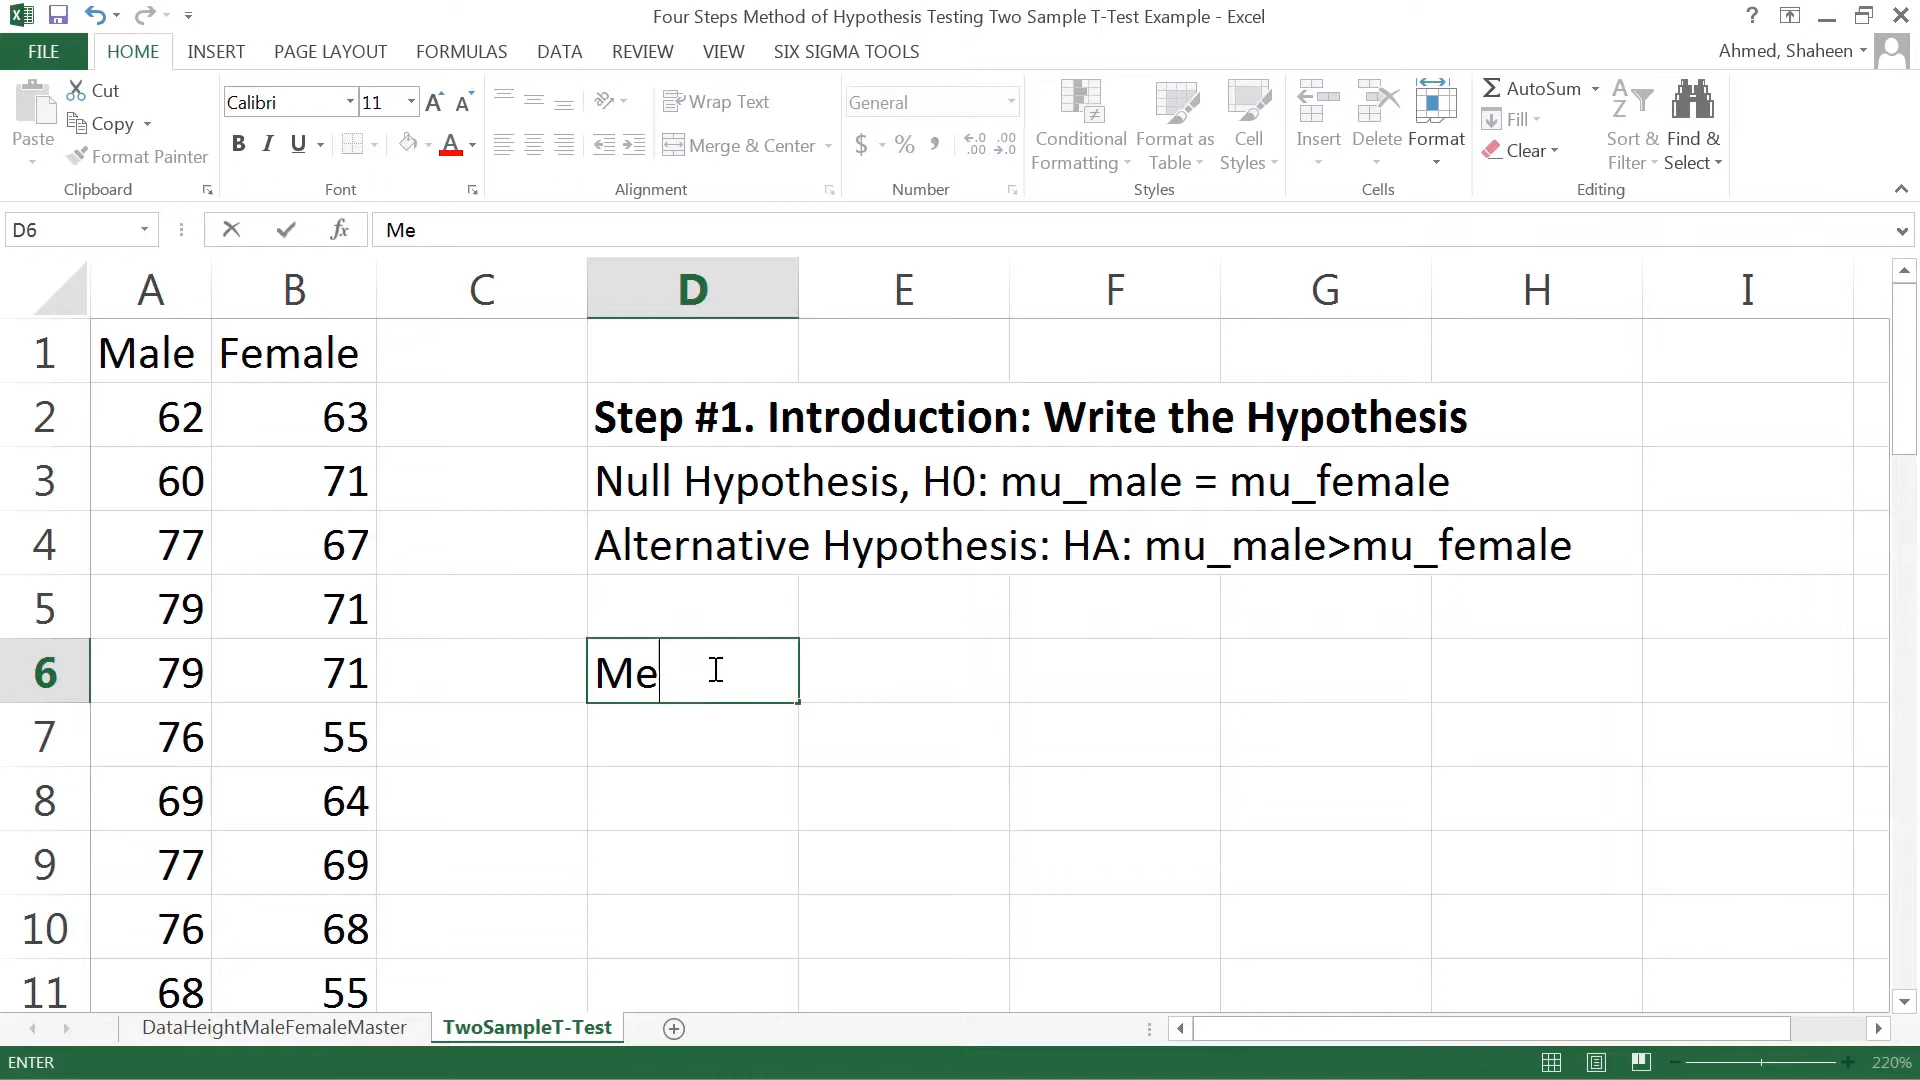 Four Steps Method of Hypothesis Testing Two Sample T-Test Example - Excel
?
FILE HOME INSERT PAGE LAYOUT FORMULAS DATA REVIEW VIEW SIX SIGMA TOOLS Ahmed, Shaheen
Paste
Cut
Copy
Format Painter
Clipboard
Calibri 11 A A
B I U A
Font
Wrap Text
Merge & Center
Alignment
General
$ % , .0 .00 .00 .0
Number
Conditional Formatting
Format as Table
Cell Styles
Styles
Insert Delete Format
Cells
AutoSum
Fill
Clear
Sort & Filter
Find & Select
Editing
D6 fx Me
A B C D E F G H I
1 Male Female
2 62 63 Step #1. Introduction: Write the Hypothesis
3 60 71 Null Hypothesis, H0: mu_male = mu_female
4 77 67 Alternative Hypothesis: HA: mu_male>mu_female
5 79 71
6 79 71 Me
7 76 55
8 69 64
9 77 69
10 76 68
11 68 55
DataHeightMaleFemaleMaster TwoSampleT-Test
ENTER 220%